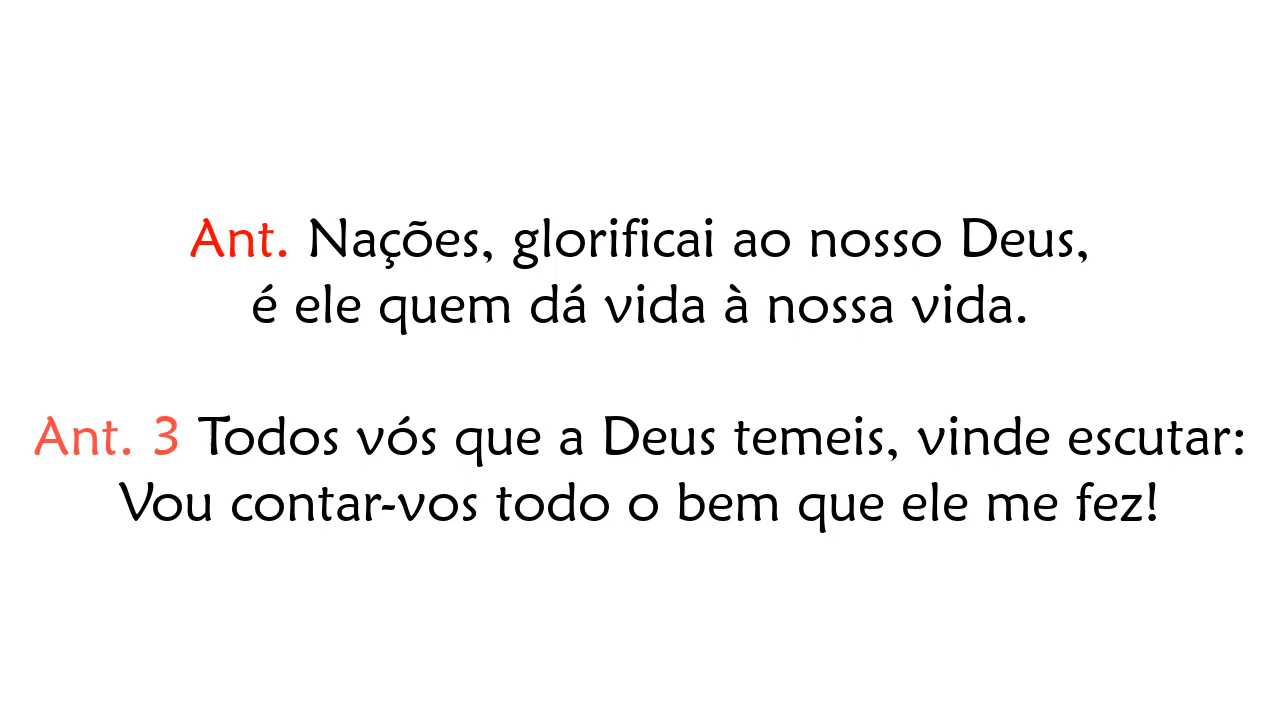 Ant. Nações, glorificai ao nosso Deus,
é ele quem dá vida à nossa vida.
Ant. 3 Todos vós que a Deus temeis, vinde escutar:
Vou contar-vos todo o bem que ele me fez!